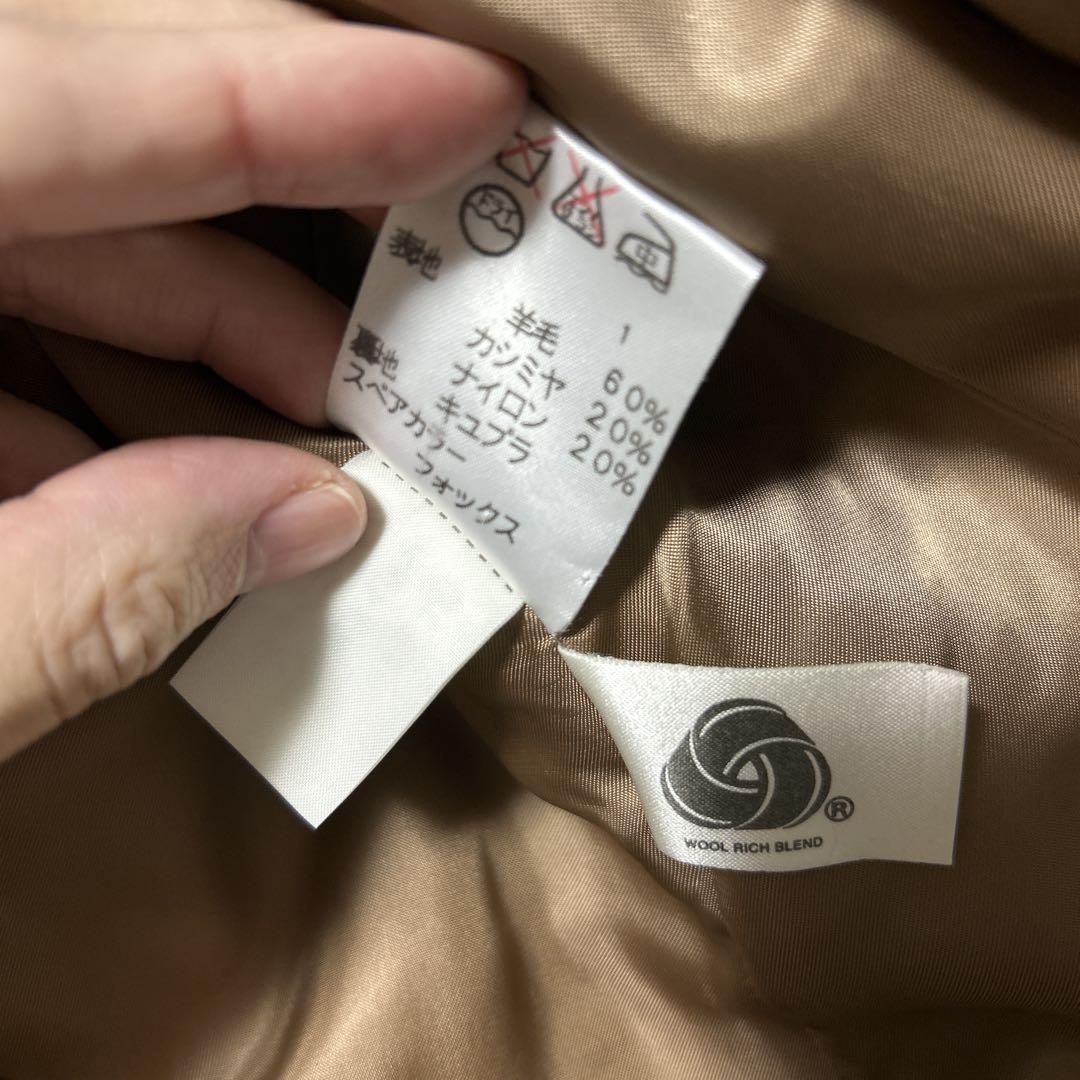 ドライ
中
1
表地 羊毛 60%
カシミヤ 20%
ナイロン 20%
裏地 キュプラ
スペアカラー
フォックス
®
WOOL RICH BLEND